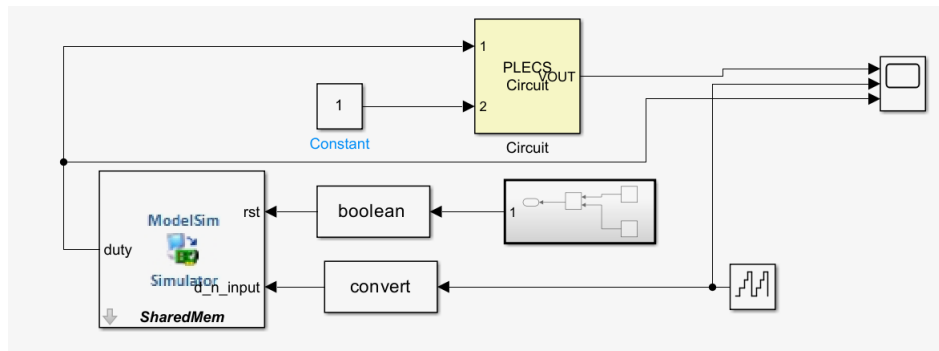 1
PLECS
Circuit
VOUT
2
Circuit
1
Constant
ModelSim
Simulator
rst
duty
d_n_input
SharedMem
boolean
1
convert